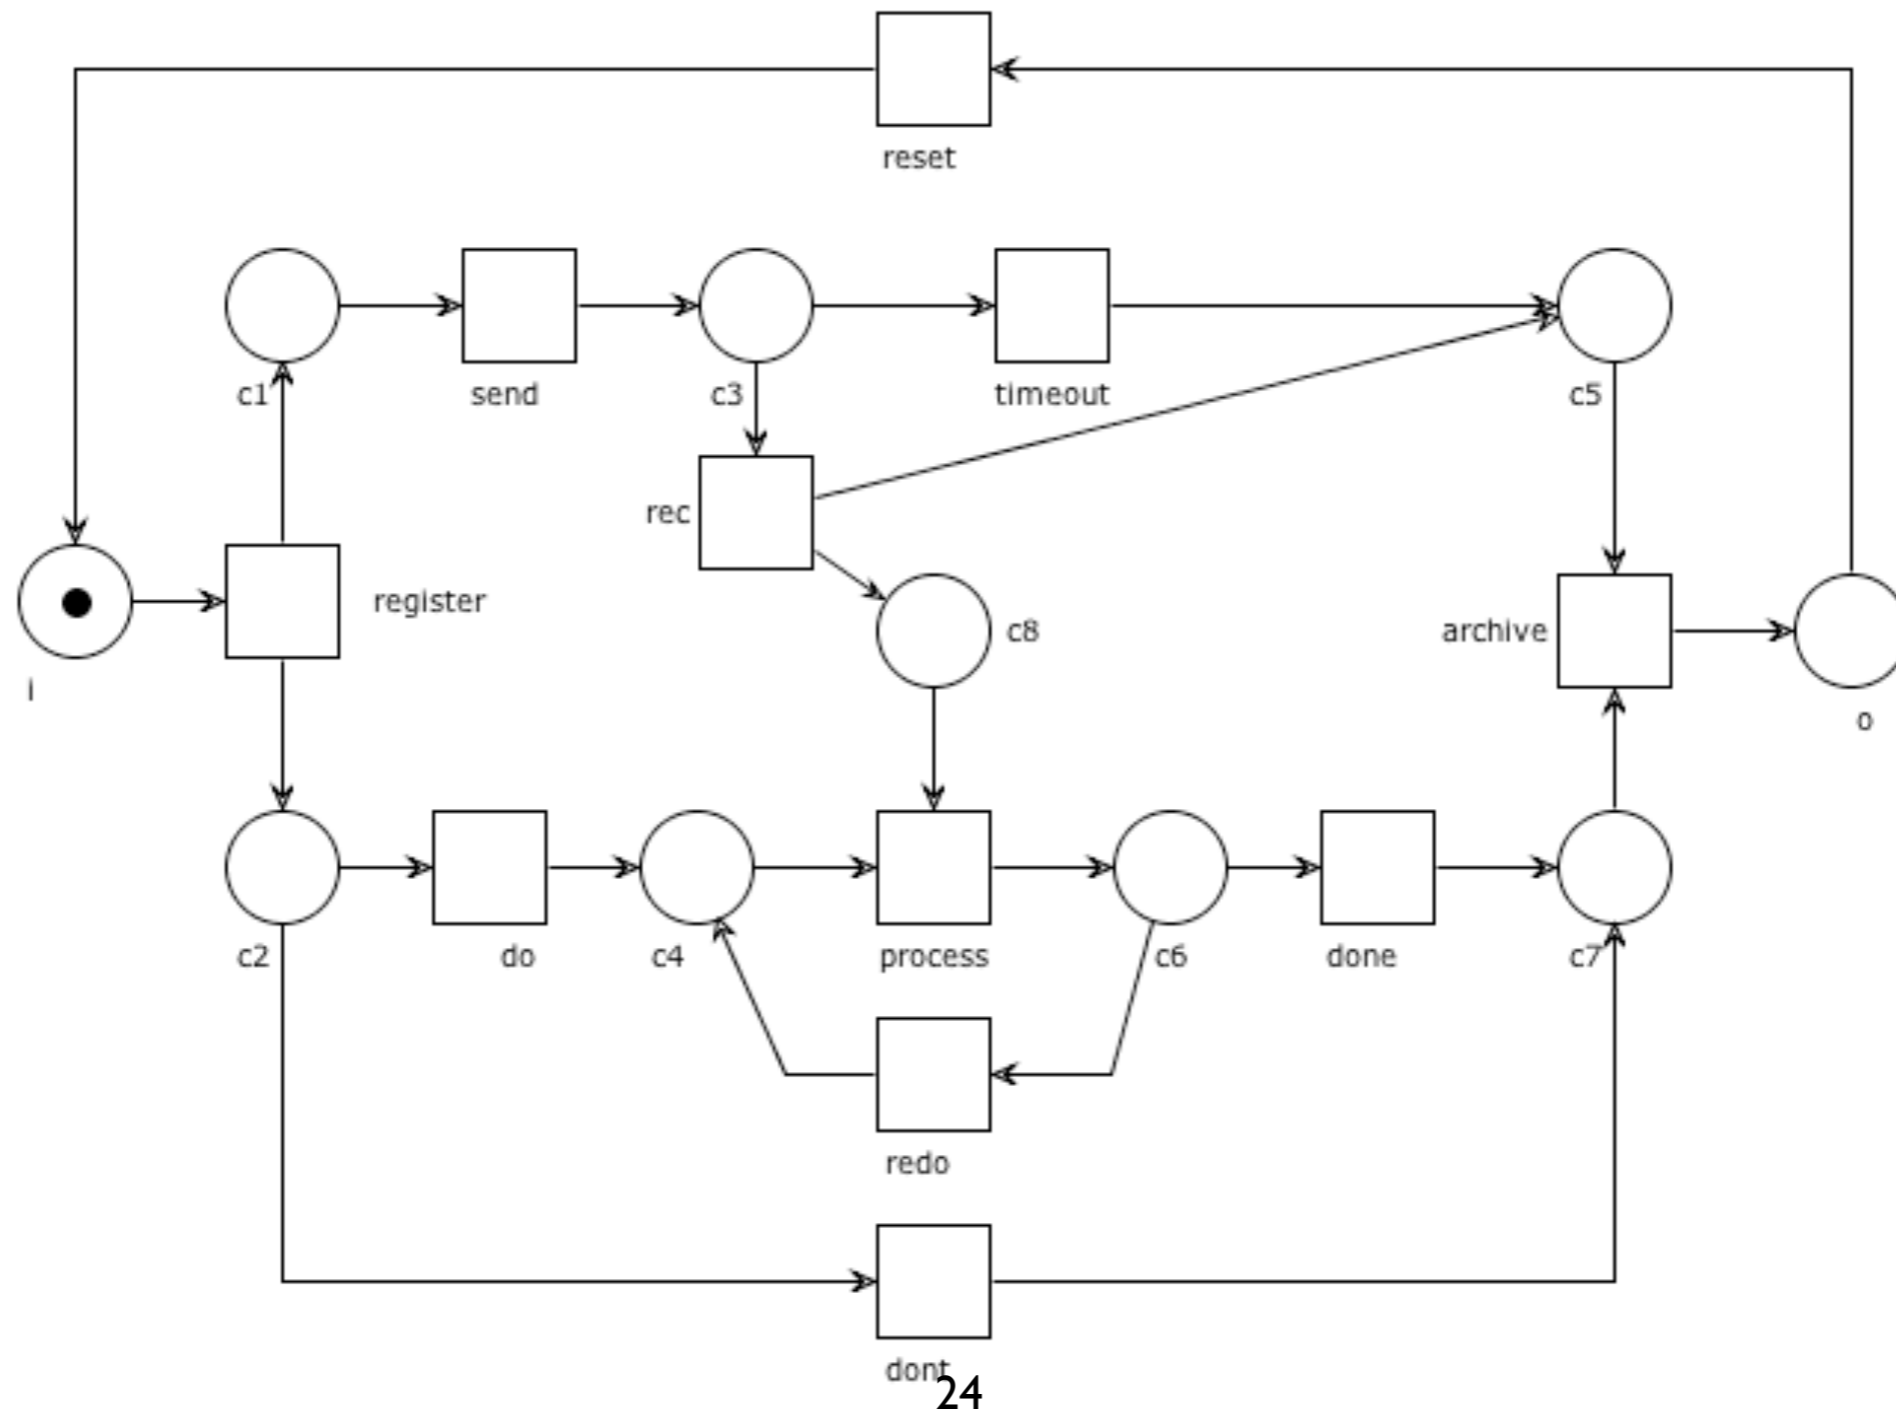 reset
c1
send
c3
timeout
c5
rec
register
c8
archive
i
o
c2
do
c4
process
c6
done
c7
redo
dont
24